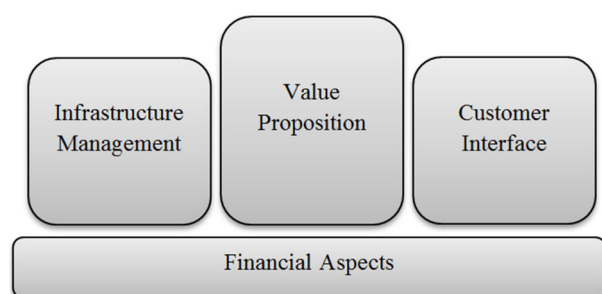 Infrastructure
Management
Value
Proposition
Customer
Interface
Financial Aspects